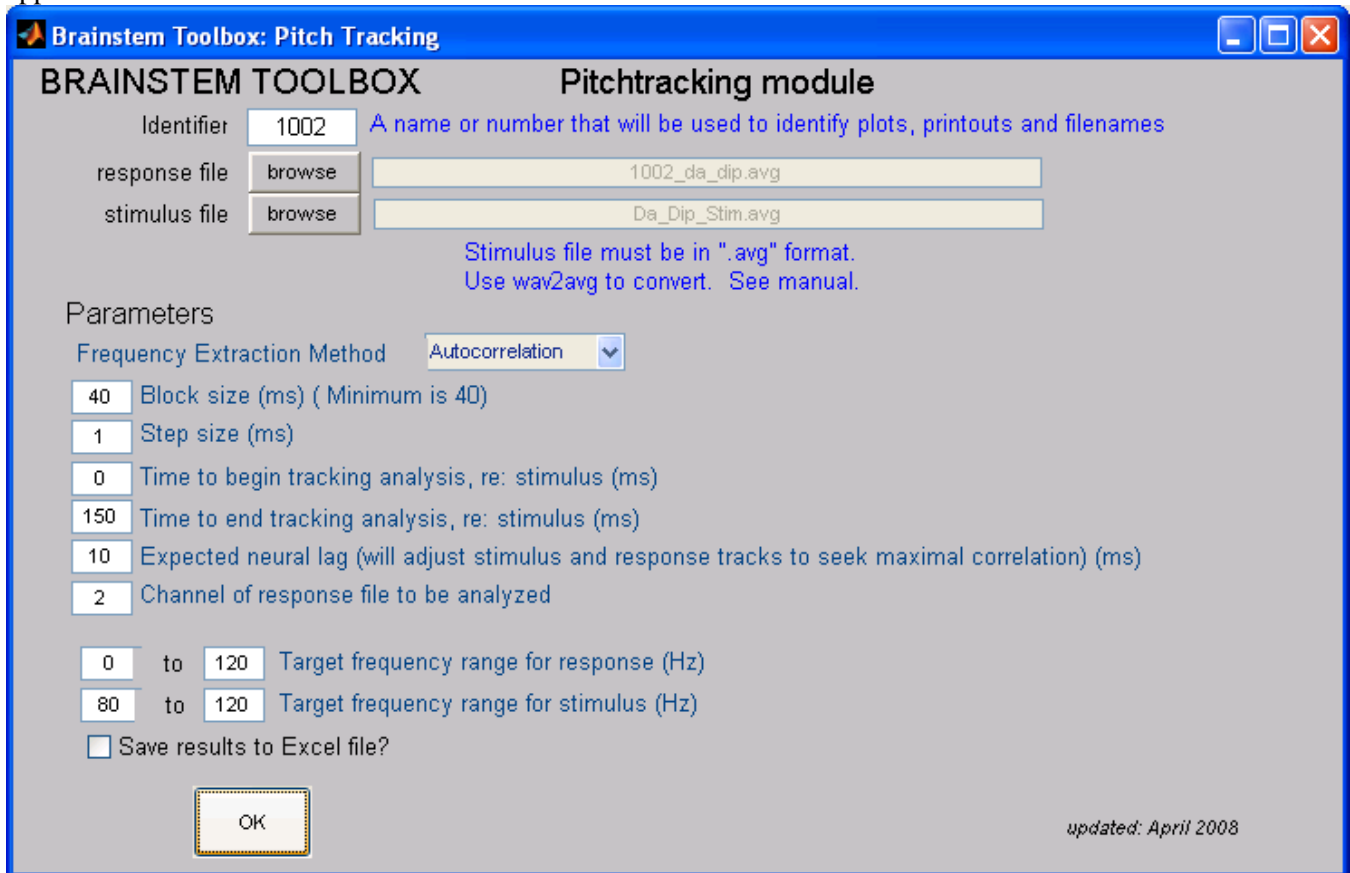 Brainstem Toolbox: Pitch Tracking
BRAINSTEM TOOLBOX Pitchtracking module
Identifier 1002 A name or number that will be used to identify plots, printouts and filenames
response file browse 1002_da_dip.avg
stimulus file browse Da_Dip_Stim.avg
Stimulus file must be in ".avg" format.
Use wav2avg to convert. See manual.
Parameters
Frequency Extraction Method Autocorrelation
40 Block size (ms) ( Minimum is 40)
1 Step size (ms)
0 Time to begin tracking analysis, re: stimulus (ms)
150 Time to end tracking analysis, re: stimulus (ms)
10 Expected neural lag (will adjust stimulus and response tracks to seek maximal correlation) (ms)
2 Channel of response file to be analyzed
0 to 120 Target frequency range for response (Hz)
80 to 120 Target frequency range for stimulus (Hz)
Save results to Excel file?
OK
updated: April 2008